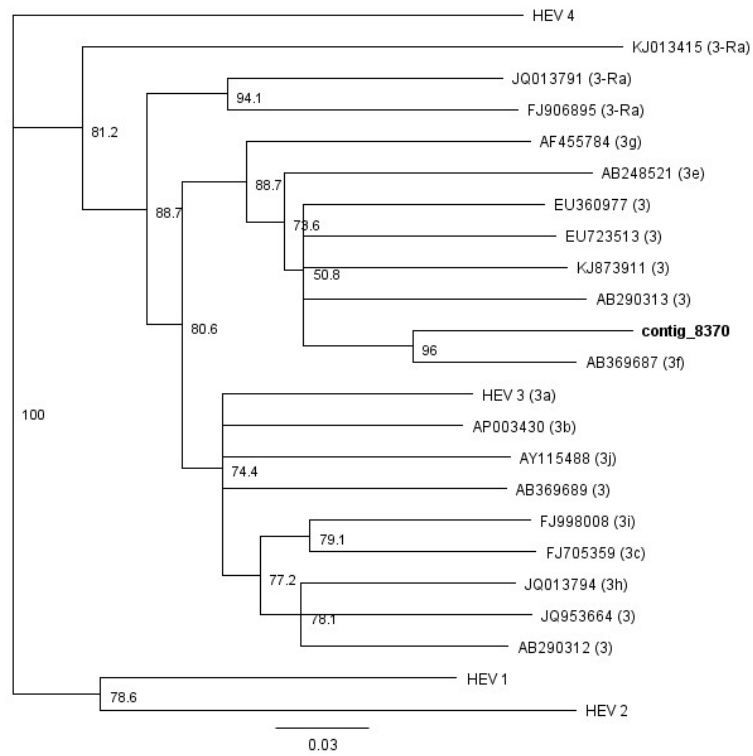 HEV 4
KJ013415 (3-Ra)
JQ013791 (3-Ra)
94.1
FJ906895 (3-Ra)
81.2
AF455784 (3g)
AB248521 (3e)
88.7
EU360977 (3)
88.7
73.6
EU723513 (3)
KJ873911 (3)
50.8
AB290313 (3)
80.6
contig_8370
96
AB369687 (3f)
HEV 3 (3a)
100
AP003430 (3b)
AY115488 (3j)
74.4
AB369689 (3)
FJ998008 (3i)
79.1
FJ705359 (3c)
77.2
JQ013794 (3h)
JQ953664 (3)
78.1
AB290312 (3)
HEV 1
78.6
HEV 2
0.03